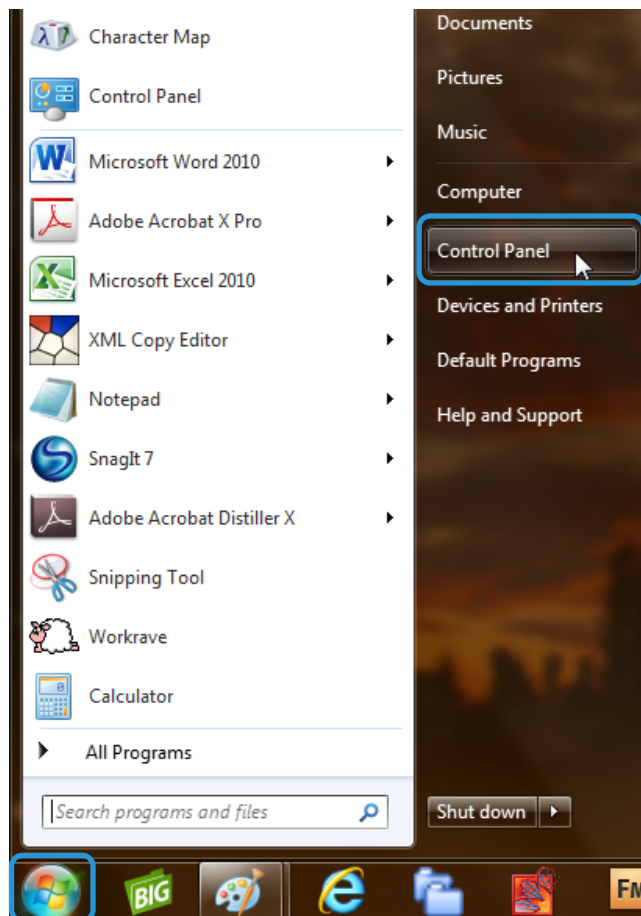 Character Map
Control Panel
Microsoft Word 2010
Adobe Acrobat X Pro
Microsoft Excel 2010
XML Copy Editor
Notepad
SnagIt 7
Adobe Acrobat Distiller X
Snipping Tool
Workrave
Calculator
All Programs
Search programs and files
Documents
Pictures
Music
Computer
Control Panel
Devices and Printers
Default Programs
Help and Support
Shut down
BIG
FM